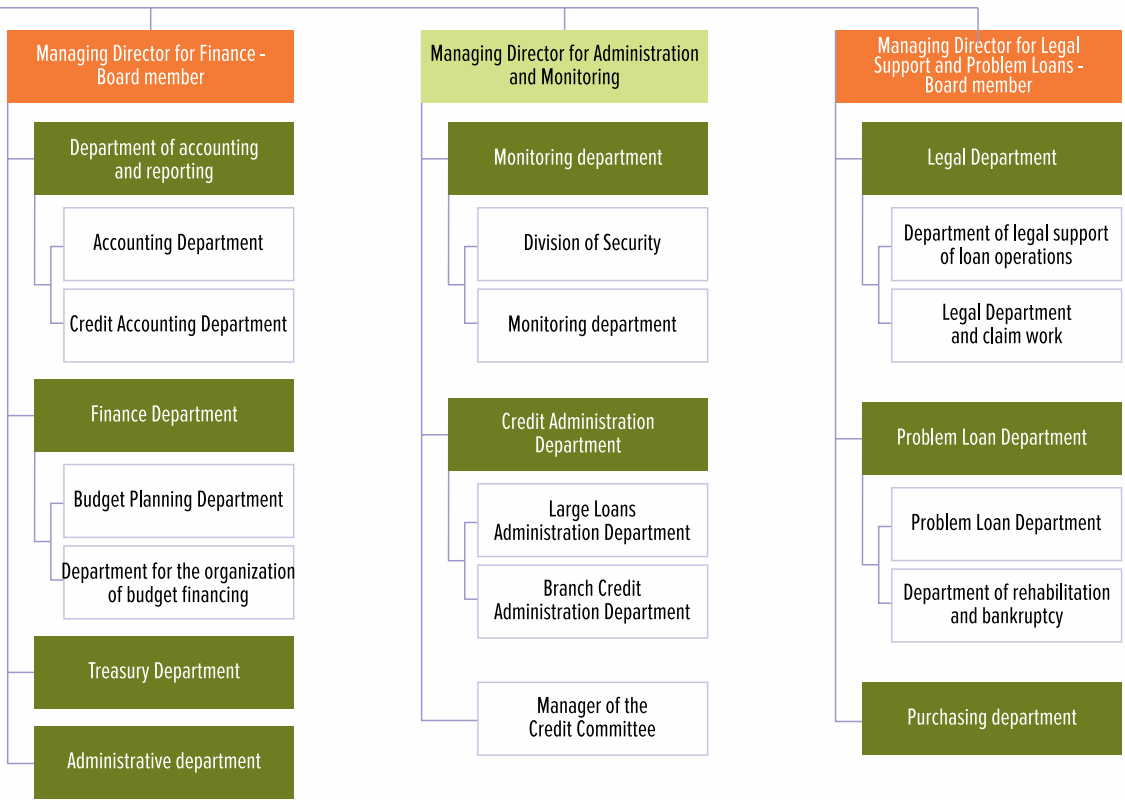 Managing Director for Finance -
Board member
Department of accounting
and reporting
Accounting Department
Credit Accounting Department
Finance Department
Budget Planning Department
Department for the organization
of budget financing
Treasury Department
Administrative department
Managing Director for Administration
and Monitoring
Monitoring department
Division of Security
Monitoring department
Credit Administration
Department
Large Loans
Administration Department
Branch Credit
Administration Department
Manager of the
Credit Committee
Managing Director for Legal
Support and Problem Loans -
Board member
Legal Department
Department of legal support
of loan operations
Legal Department
and claim work
Problem Loan Department
Problem Loan Department
Department of rehabilitation
and bankruptcy
Purchasing department